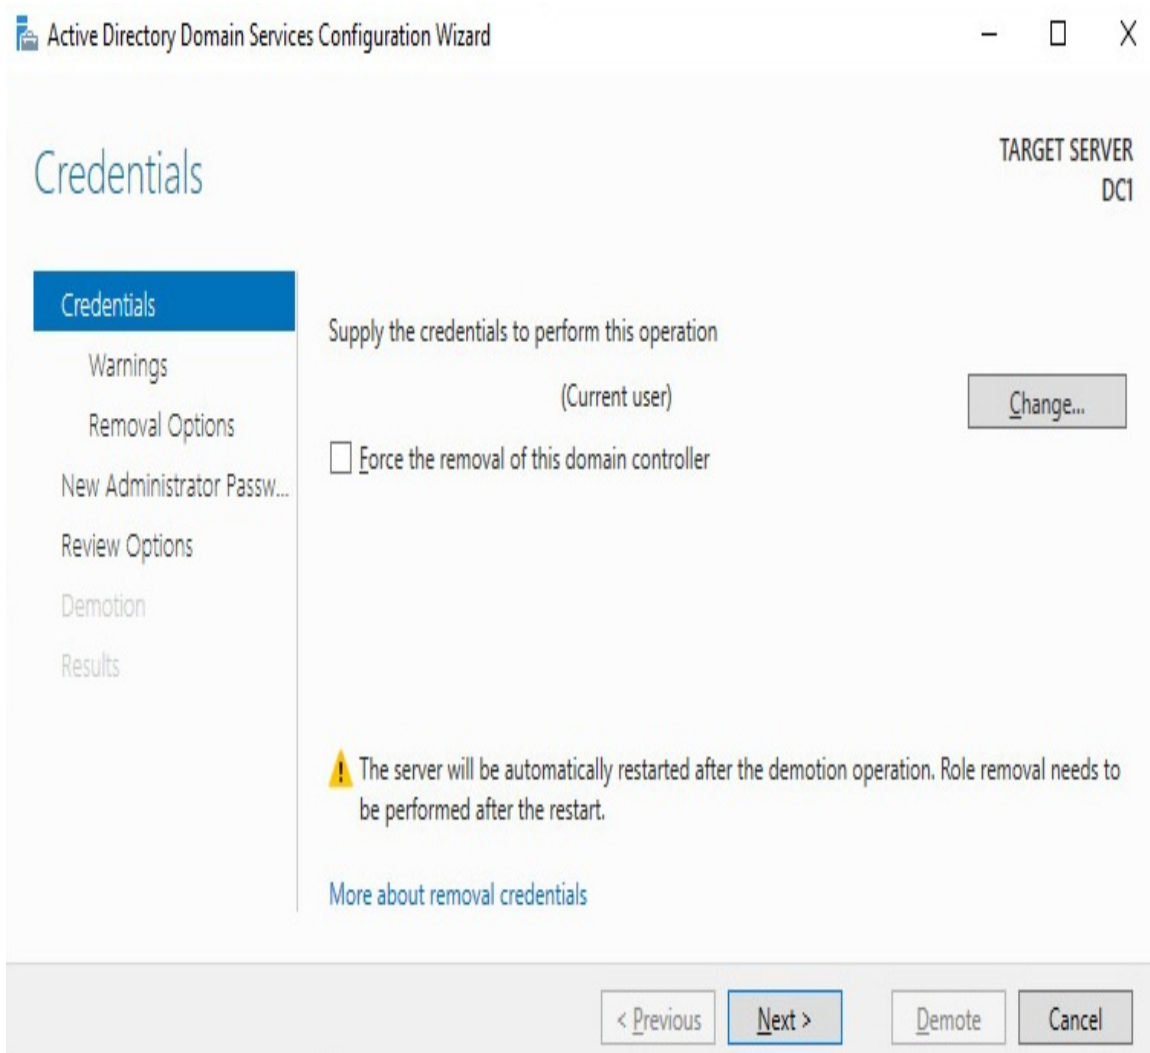 Active Directory Domain Services Configuration Wizard
Credentials
TARGET SERVER
DC1
Credentials
Warnings
Removal Options
New Administrator Passw...
Review Options
Demotion
Results
Supply the credentials to perform this operation
(Current user)
Change...
Force the removal of this domain controller
The server will be automatically restarted after the demotion operation. Role removal needs to
be performed after the restart.
More about removal credentials
< Previous
Next >
Demote
Cancel